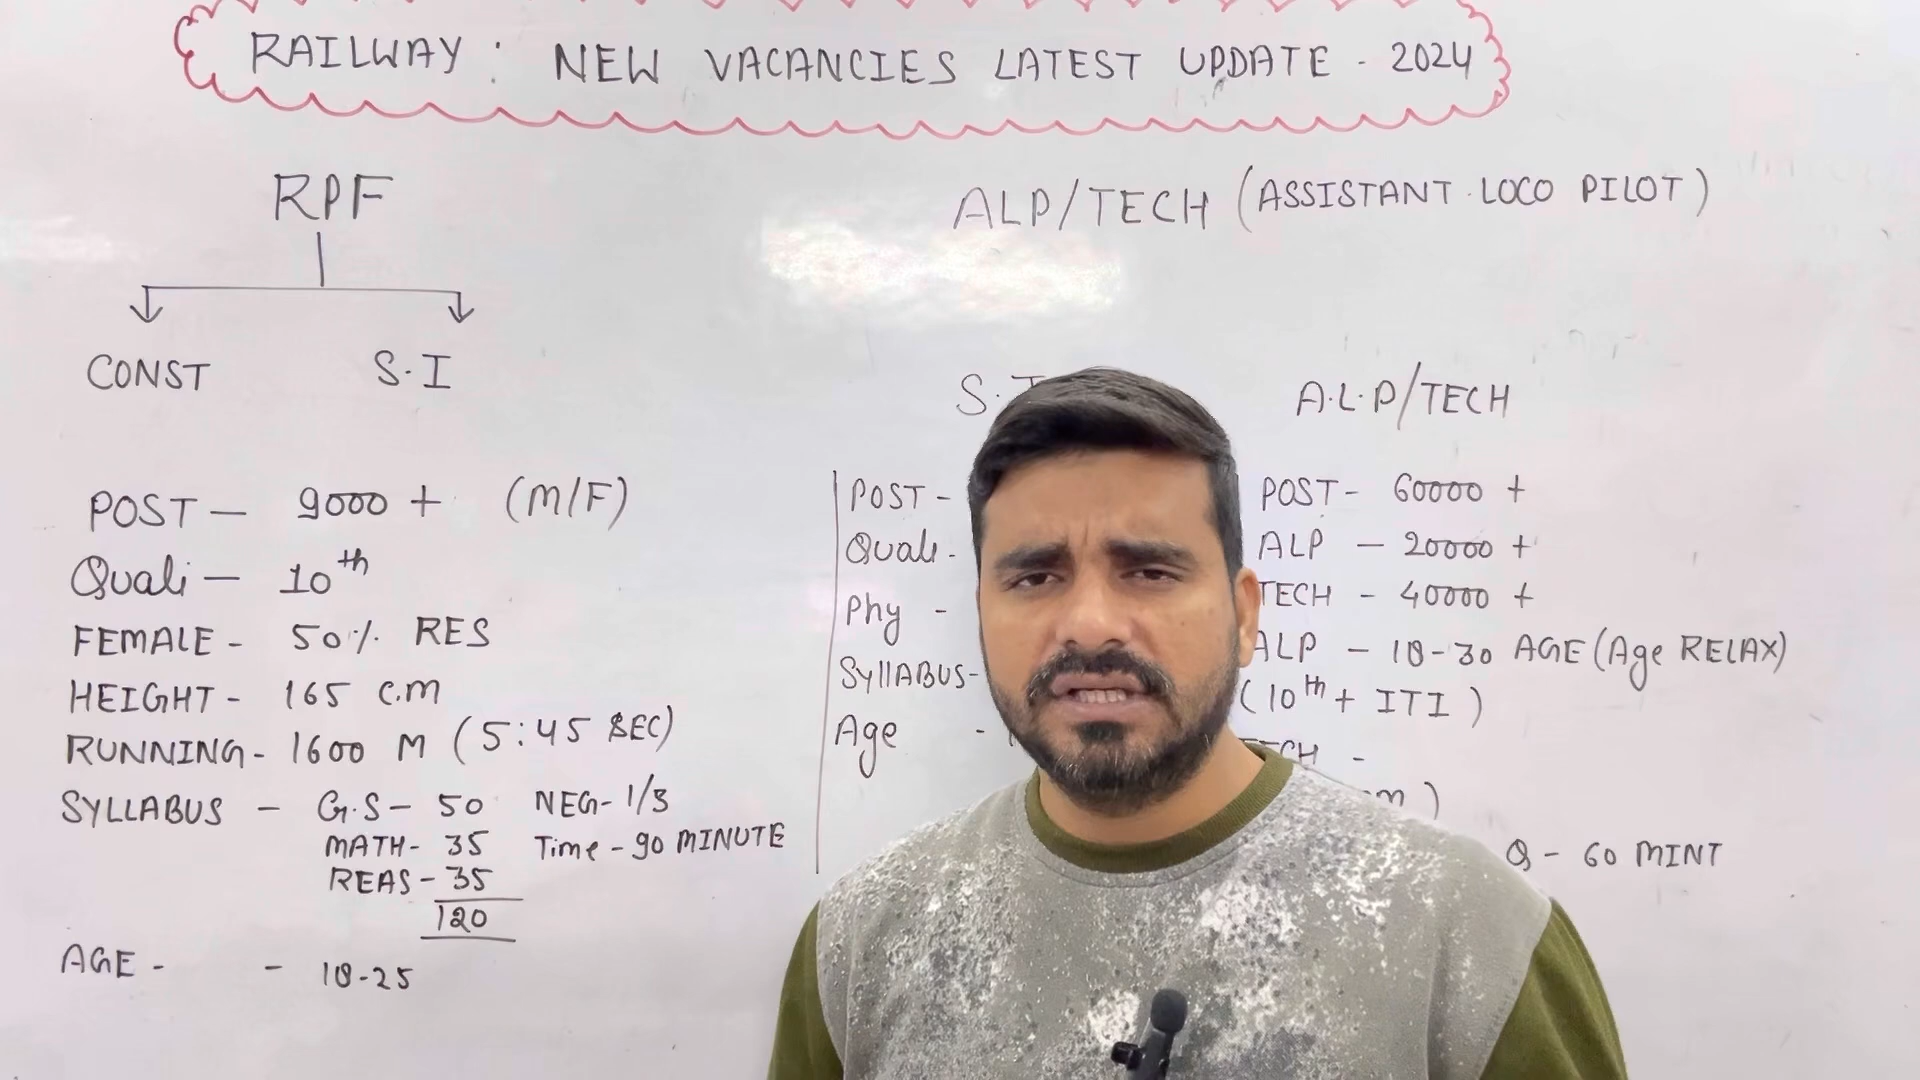 RAILWAY : NEW VACANCIES LATEST UPDATE - 2024
RPF
CONST S.I
POST - 9000 + (M/F)
Quali - 10th
FEMALE - 50% RES
HEIGHT - 165 C.M
RUNNING - 1600 M (5:45 SEC)
SYLLABUS - G.S - 50 NEG - 1/3
MATH - 35 Time - 90 MINUTE
REAS - 35
120
AGE - - 18-25
ALP/TECH (ASSISTANT LOCO PILOT)
POST -
Quali -
Phy -
SYLLABUS -
Age -
A.L.P/TECH
POST - 60000 +
ALP - 20000 +
TECH - 40000 +
ALP - 18-30 AGE (Age RELAX)
(10th + ITI)
Q - 60 MINT